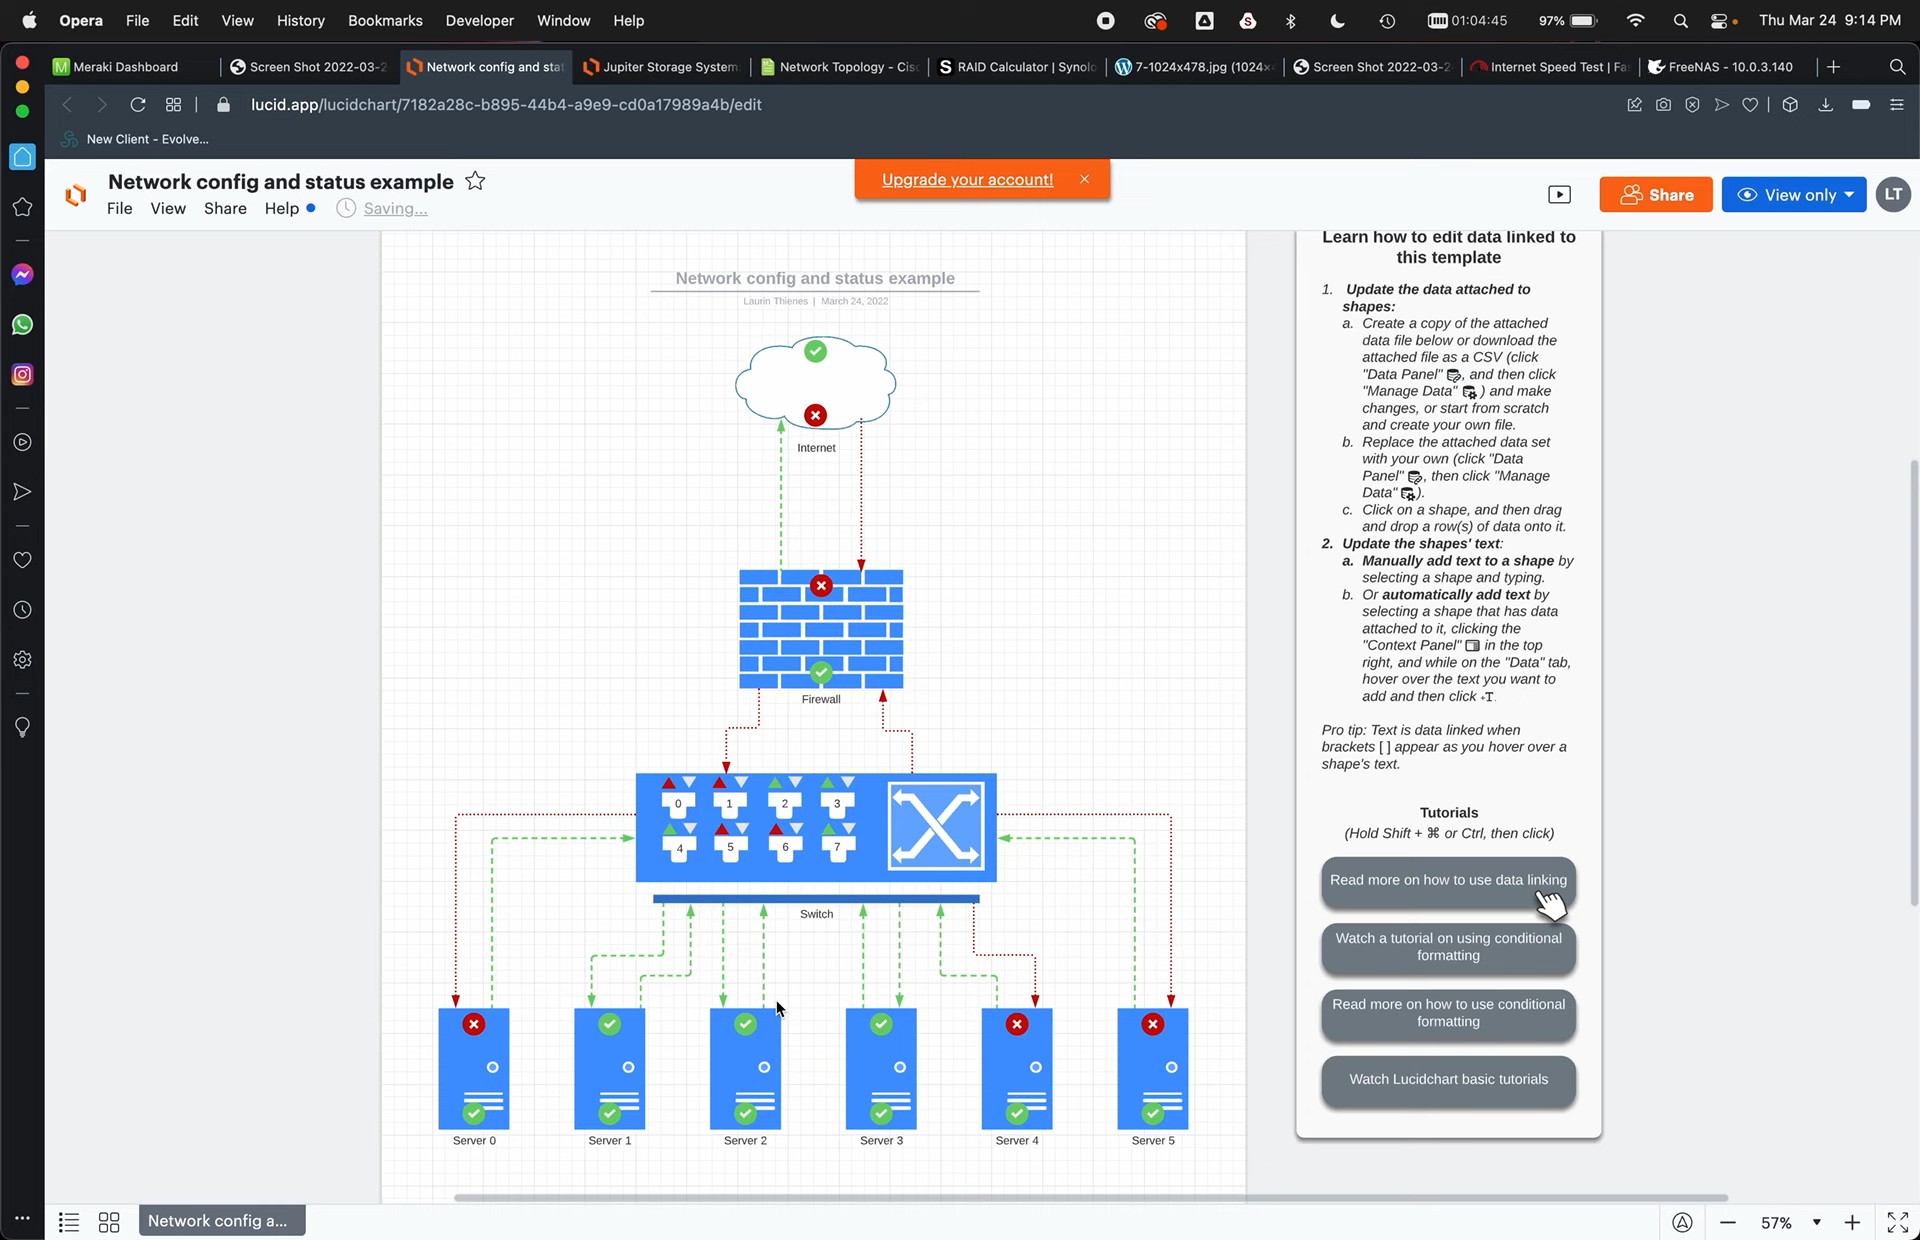 Opera File Edit View History Bookmarks Developer Window Help 01:04:45 97% Thu Mar 24 9:14 PM
Meraki Dashboard Screen Shot 2022-03-2 Network config and stat Jupiter Storage System Network Topology - Cisc RAID Calculator | Synolo 7-1024x478.jpg (1024× Screen Shot 2022-03-2 Internet Speed Test | Fa FreeNAS - 10.0.3.140
lucid.app/lucidchart/7182a28c-b895-44b4-a9e9-cd0a17989a4b/edit
New Client - Evolve...
Network config and status example
Upgrade your account!
File View Share Help Saving...
Share
View only
LT
Network config and status example
Laurin Thienes | March 24, 2022
Internet
Firewall
0 1 2 3
4 5 6 7
Switch
Server 0 Server 1 Server 2 Server 3 Server 4 Server 5
Learn how to edit data linked to
this template
1. Update the data attached to
shapes:
a. Create a copy of the attached
data file below or download the
attached file as a CSV (click
"Data Panel" , and then click
"Manage Data" ) and make
changes, or start from scratch
and create your own file.
b. Replace the attached data set
with your own (click "Data
Panel" , then click "Manage
Data" ).
c. Click on a shape, and then drag
and drop a row(s) of data onto it.
2. Update the shapes' text:
a. Manually add text to a shape by
selecting a shape and typing.
b. Or automatically add text by
selecting a shape that has data
attached to it, clicking the
"Context Panel" in the top
right, and while on the "Data" tab,
hover over the text you want to
add and then click +T.
Pro tip: Text is data linked when
brackets [ ] appear as you hover over a
shape's text.
Tutorials
(Hold Shift + ⌘ or Ctrl, then click)
Read more on how to use data linking
Watch a tutorial on using conditional
formatting
Read more on how to use conditional
formatting
Watch Lucidchart basic tutorials
Network config a...
57%